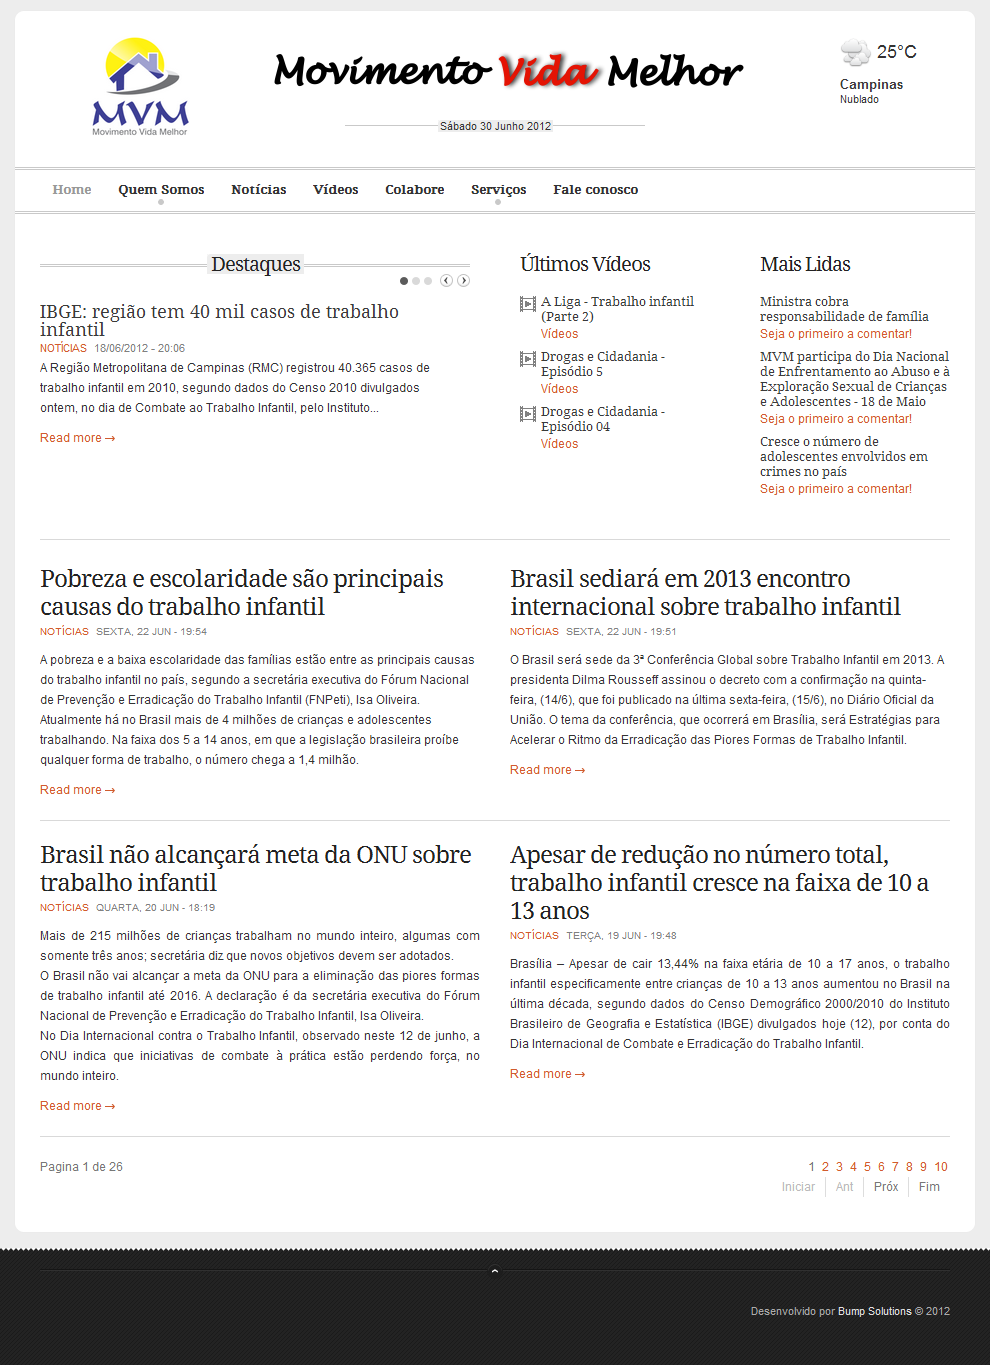 MVM
Movimento Vida Melhor
Movimento Vida Melhor
Sábado 30 Junho 2012
25°C
Campinas
Nublado
Home Quem Somos Notícias Vídeos Colabore Serviços Fale conosco
Destaques
IBGE: região tem 40 mil casos de trabalho
infantil
NOTÍCIAS 18/06/2012 - 20:06
A Região Metropolitana de Campinas (RMC) registrou 40.365 casos de
trabalho infantil em 2010, segundo dados do Censo 2010 divulgados
ontem, no dia de Combate ao Trabalho Infantil, pelo Instituto...
Read more →
Últimos Vídeos
A Liga - Trabalho infantil
(Parte 2)
Vídeos
Drogas e Cidadania -
Episódio 5
Vídeos
Drogas e Cidadania -
Episódio 04
Vídeos
Mais Lidas
Ministra cobra
responsabilidade de família
Seja o primeiro a comentar!
MVM participa do Dia Nacional
de Enfrentamento ao Abuso e à
Exploração Sexual de Crianças
e Adolescentes - 18 de Maio
Seja o primeiro a comentar!
Cresce o número de
adolescentes envolvidos em
crimes no país
Seja o primeiro a comentar!
Pobreza e escolaridade são principais
causas do trabalho infantil
NOTÍCIAS SEXTA, 22 JUN - 19:54
A pobreza e a baixa escolaridade das famílias estão entre as principais causas
do trabalho infantil no país, segundo a secretária executiva do Fórum Nacional
de Prevenção e Erradicação do Trabalho Infantil (FNPeti), Isa Oliveira.
Atualmente há no Brasil mais de 4 milhões de crianças e adolescentes
trabalhando. Na faixa dos 5 a 14 anos, em que a legislação brasileira proíbe
qualquer forma de trabalho, o número chega a 1,4 milhão.
Read more →
Brasil sediará em 2013 encontro
internacional sobre trabalho infantil
NOTÍCIAS SEXTA, 22 JUN - 19:51
O Brasil será sede da 3ª Conferência Global sobre Trabalho Infantil em 2013. A
presidenta Dilma Rousseff assinou o decreto com a confirmação na quinta-
feira, (14/6), que foi publicado na última sexta-feira, (15/6), no Diário Oficial da
União. O tema da conferência, que ocorrerá em Brasília, será Estratégias para
Acelerar o Ritmo da Erradicação das Piores Formas de Trabalho Infantil.
Read more →
Brasil não alcançará meta da ONU sobre
trabalho infantil
NOTÍCIAS QUARTA, 20 JUN - 18:19
Mais de 215 milhões de crianças trabalham no mundo inteiro, algumas com
somente três anos; secretária diz que novos objetivos devem ser adotados.
O Brasil não vai alcançar a meta da ONU para a eliminação das piores formas
de trabalho infantil até 2016. A declaração é da secretária executiva do Fórum
Nacional de Prevenção e Erradicação do Trabalho Infantil, Isa Oliveira.
No Dia Internacional contra o Trabalho Infantil, observado neste 12 de junho, a
ONU indica que iniciativas de combate à prática estão perdendo força, no
mundo inteiro.
Read more →
Apesar de redução no número total,
trabalho infantil cresce na faixa de 10 a
13 anos
NOTÍCIAS TERÇA, 19 JUN - 19:48
Brasília – Apesar de cair 13,44% na faixa etária de 10 a 17 anos, o trabalho
infantil especificamente entre crianças de 10 a 13 anos aumentou no Brasil na
última década, segundo dados do Censo Demográfico 2000/2010 do Instituto
Brasileiro de Geografia e Estatística (IBGE) divulgados hoje (12), por conta do
Dia Internacional de Combate e Erradicação do Trabalho Infantil.
Read more →
Pagina 1 de 26
1 2 3 4 5 6 7 8 9 10
Iniciar Ant Próx Fim
Desenvolvido por Bump Solutions © 2012